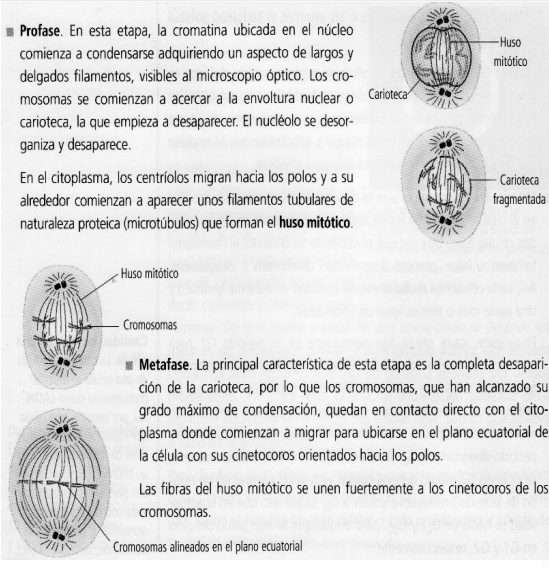 Profase. En esta etapa, la cromatina ubicada en el núcleo
comienza a condensarse adquiriendo un aspecto de largos y
delgados filamentos, visibles al microscopio óptico. Los cro-
mosomas se comienzan a acercar a la envoltura nuclear o
carioteca, la que empieza a desaparecer. El nucléolo se desor-
ganiza y desaparece.
En el citoplasma, los centríolos migran hacia los polos y a su
alrededor comienzan a aparecer unos filamentos tubulares de
naturaleza proteica (microtúbulos) que forman el huso mitótico.
Huso
mitótico
Carioteca
Carioteca
fragmentada
Huso mitótico
Cromosomas
Metafase. La principal característica de esta etapa es la completa desapari-
ción de la carioteca, por lo que los cromosomas, que han alcanzado su
grado máximo de condensación, quedan en contacto directo con el cito-
plasma donde comienzan a migrar para ubicarse en el plano ecuatorial de
la célula con sus cinetocoros orientados hacia los polos.
Las fibras del huso mitótico se unen fuertemente a los cinetocoros de los
cromosomas.
Cromosomas alineados en el plano ecuatorial
en G1 y G2, respectivamente